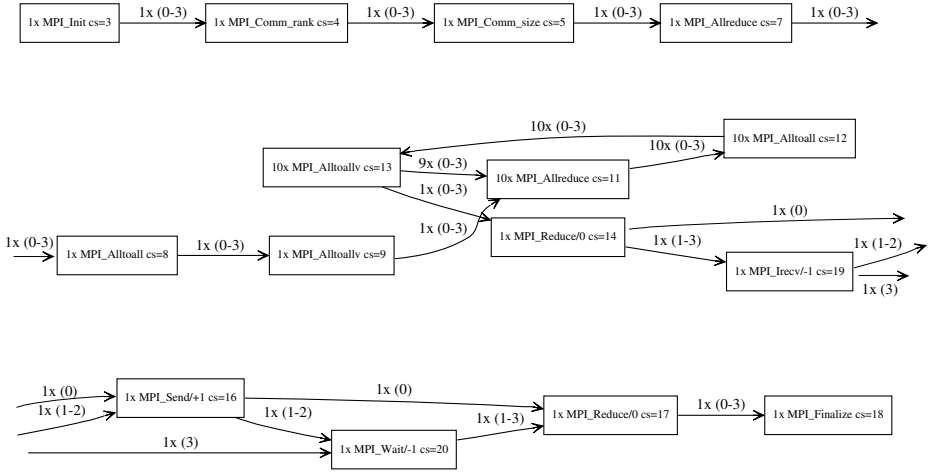 1x MPI_Init cs=3
1x (0-3)
1x MPI_Comm_rank cs=4
1x (0-3)
1x MPI_Comm_size cs=5
1x (0-3)
1x MPI_Allreduce cs=7
1x (0-3)
10x (0-3)
10x MPI_Alltoall cs=12
10x MPI_Alltoallv cs=13
9x (0-3)
10x (0-3)
10x MPI_Allreduce cs=11
1x (0-3)
1x (0-3)
1x (0-3)
1x MPI_Alltoall cs=8
1x (0-3)
1x MPI_Alltoallv cs=9
1x MPI_Reduce/0 cs=14
1x (0)
1x (1-3)
1x MPI_Irecv/-1 cs=19
1x (1-2)
1x (3)
1x (0)
1x (1-2)
1x MPI_Send/+1 cs=16
1x (0)
1x (1-2)
1x (3)
1x MPI_Wait/-1 cs=20
1x (1-3)
1x MPI_Reduce/0 cs=17
1x (0-3)
1x MPI_Finalize cs=18